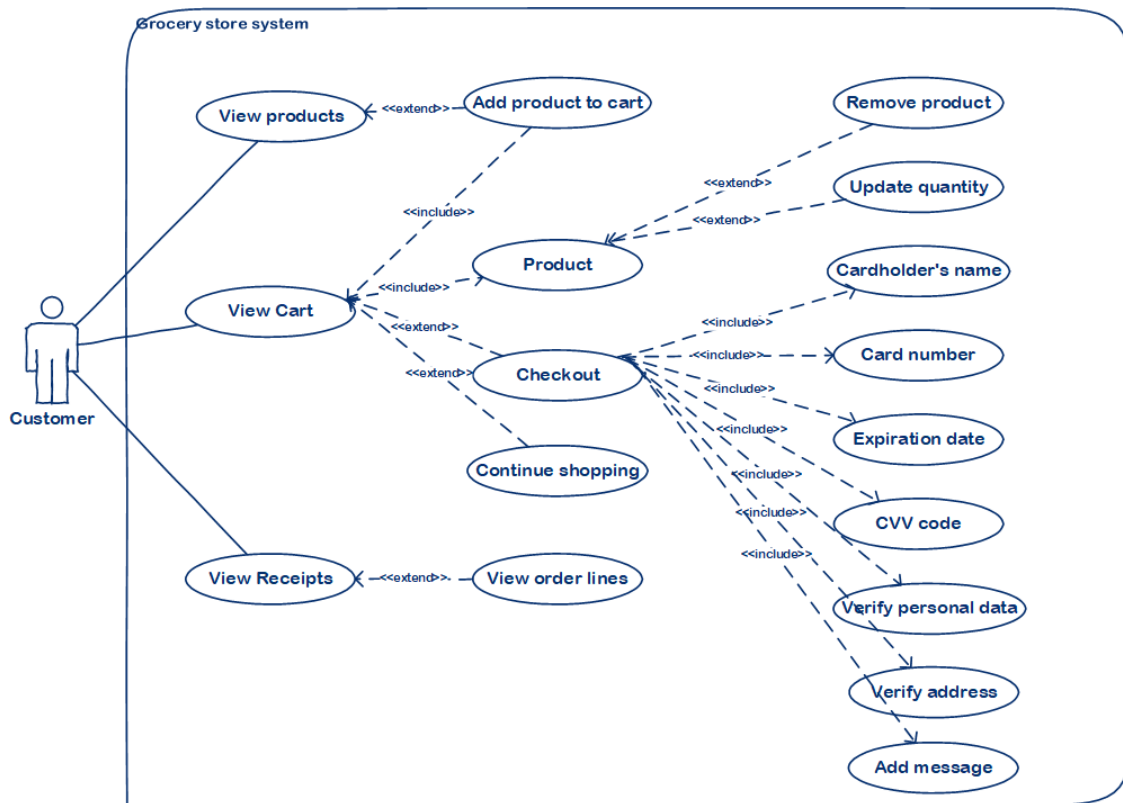 Grocery store system
View products
<<extend>>
Add product to cart
Remove product
<<extend>>
Update quantity
<<include>>
<<extend>>
Product
Cardholder's name
<<include>>
View Cart
<<include>>
<<extend>>
<<include>>
Card number
Checkout
<<extend>>
<<include>>
Customer
<<include>>
Expiration date
Continue shopping
<<include>>
<<include>>
CVV code
<<include>>
View Receipts
<<extend>>
View order lines
Verify personal data
Verify address
Add message